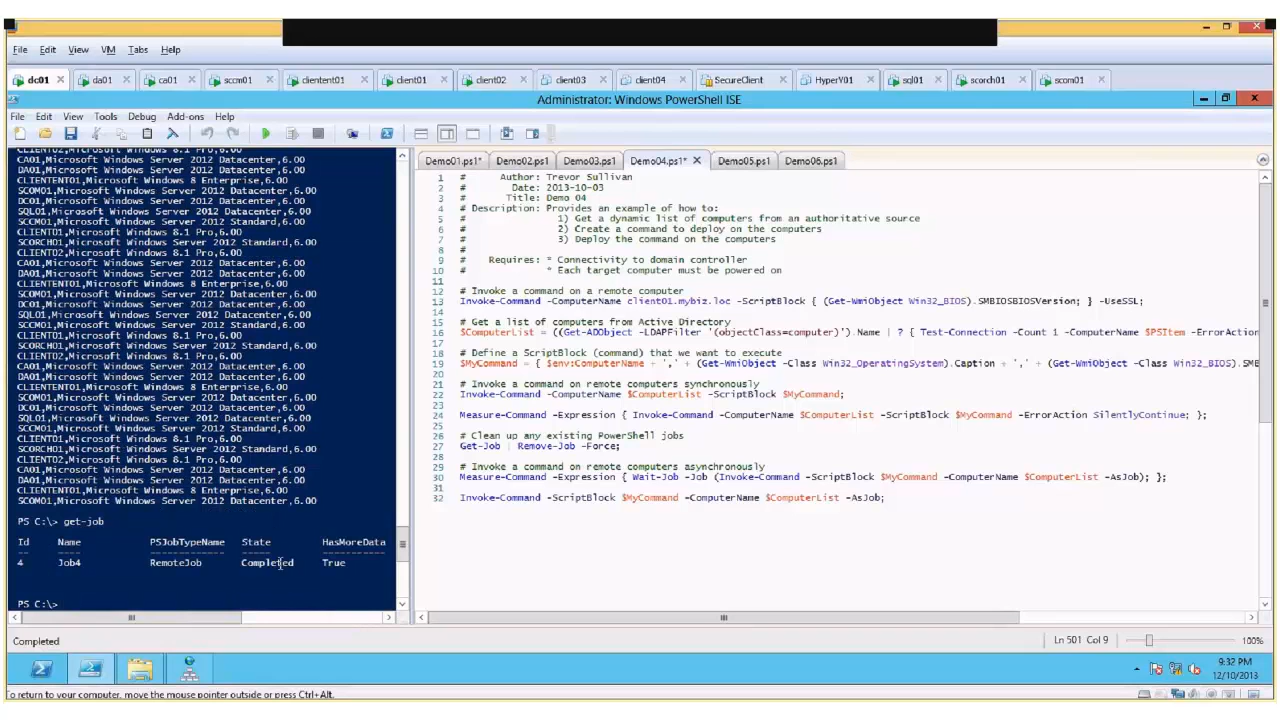 File Edit View VM Tabs Help
dc01 da01 ca01 sccm01 clientent01 client01 client02 client03 client04 SecureClient HyperV01 sql01 scorch01 scom01
Administrator: Windows PowerShell ISE
File Edit View Tools Debug Add-ons Help
CLIENTO2,Microsoft Windows 8.1 Pro,6.00
CA01,Microsoft Windows Server 2012 Datacenter,6.00
DA01,Microsoft Windows Server 2012 Datacenter,6.00
CLIENTENT01,Microsoft Windows 8 Enterprise,6.00
SCOM01,Microsoft Windows Server 2012 Datacenter,6.00
DC01,Microsoft Windows Server 2012 Datacenter,6.00
SQL01,Microsoft Windows Server 2012 Datacenter,6.00
SCCM01,Microsoft Windows Server 2012 Datacenter,6.00
CLIENT01,Microsoft Windows 8.1 Pro,6.00
SCORCH01,Microsoft Windows Server 2012 Standard,6.00
CLIENT02,Microsoft Windows 8.1 Pro,6.00
CA01,Microsoft Windows Server 2012 Datacenter,6.00
DA01,Microsoft Windows Server 2012 Datacenter,6.00
CLIENTENT01,Microsoft Windows 8 Enterprise,6.00
SCOM01,Microsoft Windows Server 2012 Datacenter,6.00
DC01,Microsoft Windows Server 2012 Datacenter,6.00
SQL01,Microsoft Windows Server 2012 Datacenter,6.00
SCCM01,Microsoft Windows Server 2012 Datacenter,6.00
CLIENT01,Microsoft Windows 8.1 Pro,6.00
SCORCH01,Microsoft Windows Server 2012 Standard,6.00
CLIENT02,Microsoft Windows 8.1 Pro,6.00
CA01,Microsoft Windows Server 2012 Datacenter,6.00
DA01,Microsoft Windows Server 2012 Datacenter,6.00
CLIENTENT01,Microsoft Windows 8 Enterprise,6.00
SCOM01,Microsoft Windows Server 2012 Datacenter,6.00
DC01,Microsoft Windows Server 2012 Datacenter,6.00
SQL01,Microsoft Windows Server 2012 Datacenter,6.00
SCCM01,Microsoft Windows Server 2012 Datacenter,6.00
CLIENT01,Microsoft Windows 8.1 Pro,6.00
SCORCH01,Microsoft Windows Server 2012 Standard,6.00
CLIENT02,Microsoft Windows 8.1 Pro,6.00
CA01,Microsoft Windows Server 2012 Datacenter,6.00
DA01,Microsoft Windows Server 2012 Datacenter,6.00
CLIENTENT01,Microsoft Windows 8 Enterprise,6.00
SCOM01,Microsoft Windows Server 2012 Datacenter,6.00
PS C:\> get-job
Id Name PSJobTypeName State HasMoreData
-- ---- ------------- ----- -----------
4 Job4 RemoteJob Completed True
PS C:\>
Demo01.ps1* Demo02.ps1 Demo03.ps1 Demo04.ps1* Demo05.ps1 Demo06.ps1
1 # Author: Trevor Sullivan
2 # Date: 2013-10-03
3 # Title: Demo 04
4 # Description: Provides an example of how to:
5 # 1) Get a dynamic list of computers from an authoritative source
6 # 2) Create a command to deploy on the computers
7 # 3) Deploy the command on the computers
8 #
9 # Requires: * Connectivity to domain controller
10 # * Each target computer must be powered on
11
12 # Invoke a command on a remote computer
13 Invoke-Command -ComputerName client01.mybiz.loc -ScriptBlock { (Get-WmiObject Win32_BIOS).SMBIOSBIOSVersion; } -UseSSL;
14
15 # Get a list of computers from Active Directory
16 $ComputerList = ((Get-ADObject -LDAPFilter '(objectClass=computer)').Name | ? { Test-Connection -Count 1 -ComputerName $PSItem -ErrorAction
17
18 # Define a ScriptBlock (command) that we want to execute
19 $MyCommand = { $env:ComputerName + ',' + (Get-WmiObject -Class Win32_OperatingSystem).Caption + ',' + (Get-WmiObject -Class Win32_BIOS).SMB
20
21 # Invoke a command on remote computers synchronously
22 Invoke-Command -ComputerName $ComputerList -ScriptBlock $MyCommand;
23
24 Measure-Command -Expression { Invoke-Command -ComputerName $ComputerList -ScriptBlock $MyCommand -ErrorAction SilentlyContinue; };
25
26 # Clean up any existing PowerShell jobs
27 Get-Job | Remove-Job -Force;
28
29 # Invoke a command on remote computers asynchronously
30 Measure-Command -Expression { Wait-Job -Job (Invoke-Command -ScriptBlock $MyCommand -ComputerName $ComputerList -AsJob); };
31
32 Invoke-Command -ScriptBlock $MyCommand -ComputerName $ComputerList -AsJob;
Completed
Ln 501 Col 9
100%
9:32 PM
12/10/2013
To return to your computer, move the mouse pointer outside or press Ctrl+Alt.